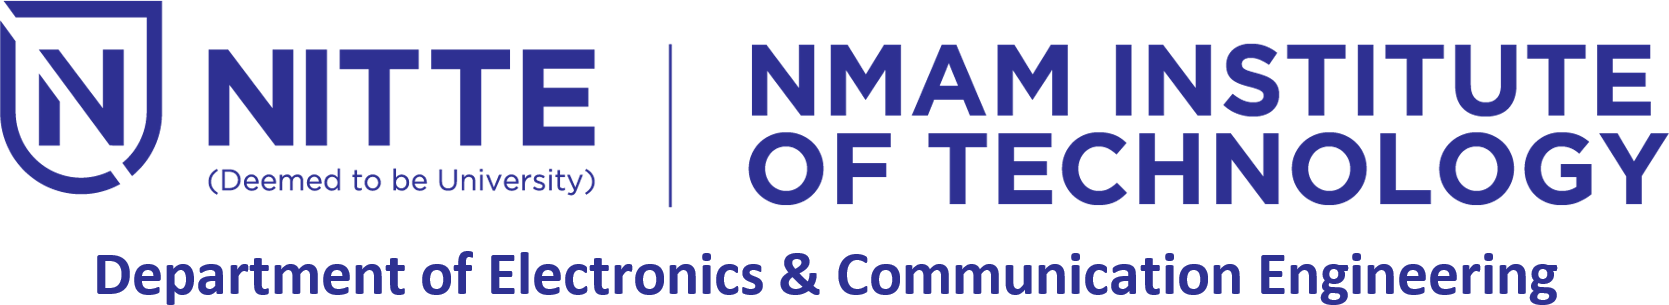 N NITTE
(Deemed to be University)
NMAM INSTITUTE
OF TECHNOLOGY
Department of Electronics & Communication Engineering